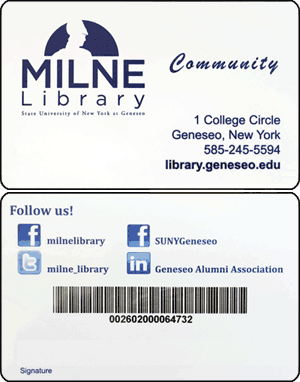 MILNE
Library
State University of New York at Geneseo
Community
1 College Circle
Geneseo, New York
585-245-5594
library.geneseo.edu
Follow us!
f milnelibrary
f SUNYGeneseo
t milne_library
in Geneseo Alumni Association
002602000064732
Signature